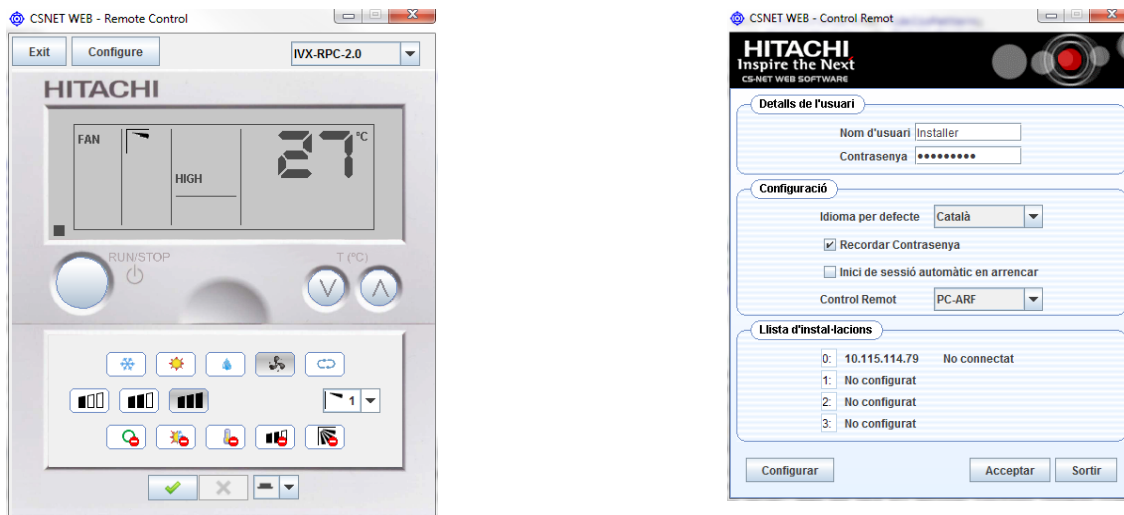 CSNET WEB - Remote Control
Exit
Configure
IVX-RPC-2.0
HITACHI
FAN
HIGH
27 °C
RUN/STOP
T (°C)
1
CSNET WEB - Control Remot
HITACHI
Inspire the Next
CS-NET WEB SOFTWARE
Detalls de l'usuari
Nom d'usuari Installer
Contrasenya •••••••••
Configuració
Idioma per defecte Català
Recordar Contrasenya
Inici de sessió automàtic en arrencar
Control Remot PC-ARF
Llista d'instal·lacions
0: 10.115.114.79 No connectat
1: No configurat
2: No configurat
3: No configurat
Configurar
Acceptar
Sortir